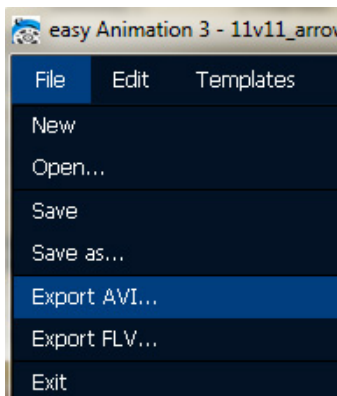 easy Animation 3 - 11v11_arrow
File Edit Templates
New
Open...
Save
Save as...
Export AVI...
Export FLV...
Exit